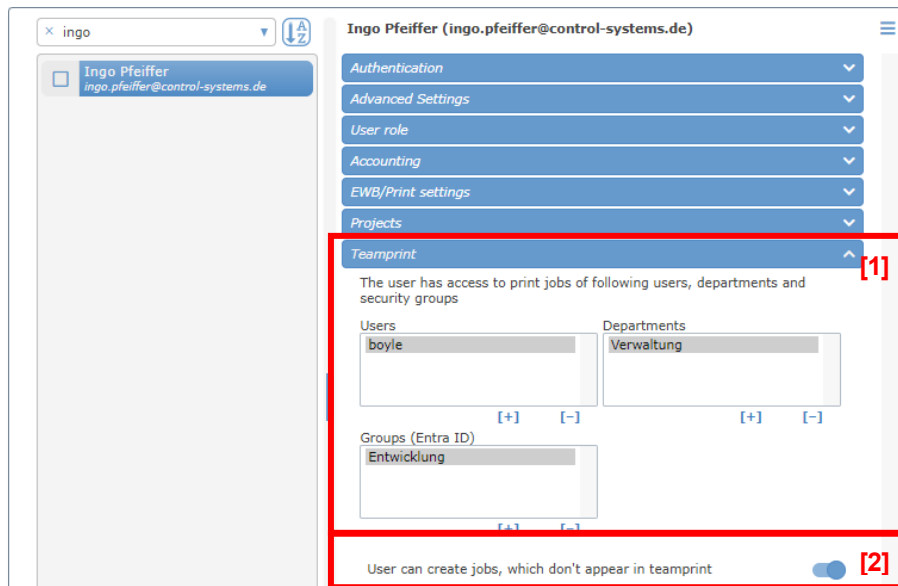 × ingo
A
Z
Ingo Pfeiffer
ingo.pfeiffer@control-systems.de
Ingo Pfeiffer (ingo.pfeiffer@control-systems.de)
Authentication
Advanced Settings
User role
Accounting
EWB/Print settings
Projects
Teamprint
[1]
The user has access to print jobs of following users, departments and
security groups
Users
boyle
[+] [−]
Departments
Verwaltung
[+] [−]
Groups (Entra ID)
Entwicklung
[+] [−]
User can create jobs, which don't appear in teamprint
[2]